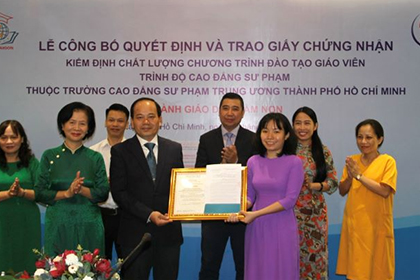 LỄ CÔNG BỐ QUYẾT ĐỊNH VÀ TRAO GIẤY CHỨNG NHẬN
KIỂM ĐỊNH CHẤT LƯỢNG CHƯƠNG TRÌNH ĐÀO TẠO GIÁO VIÊN
TRÌNH ĐỘ CAO ĐẲNG SƯ PHẠM
THUỘC TRƯỜNG CAO ĐẲNG SƯ PHẠM TRUNG ƯƠNG THÀNH PHỐ HỒ CHÍ MINH
ÀNH GIÁO DỤC MẦM NON
Hồ Chí Minh,